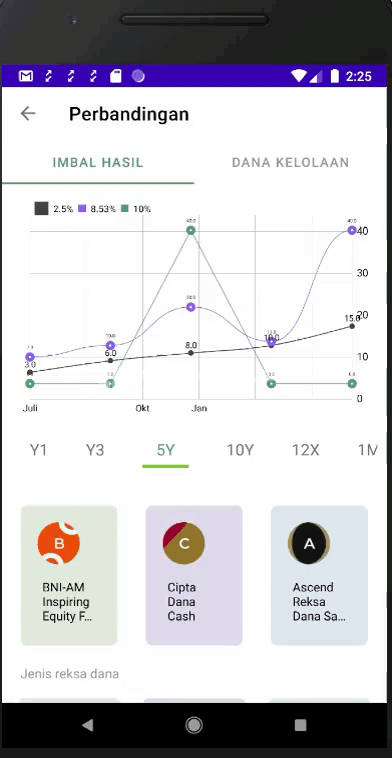 2:25
Perbandingan
IMBAL HASIL
DANA KELOLAAN
2.5% 8.53% 10%
40
30
20
15.0
10
10.0
8.0
6.0
3.0
0
Juli Okt Jan
Y1 Y3 5Y 10Y 12X 1M
B
BNI-AM
Inspiring
Equity F...
C
Cipta
Dana
Cash
A
Ascend
Reksa
Dana Sa...
Jenis reksa dana